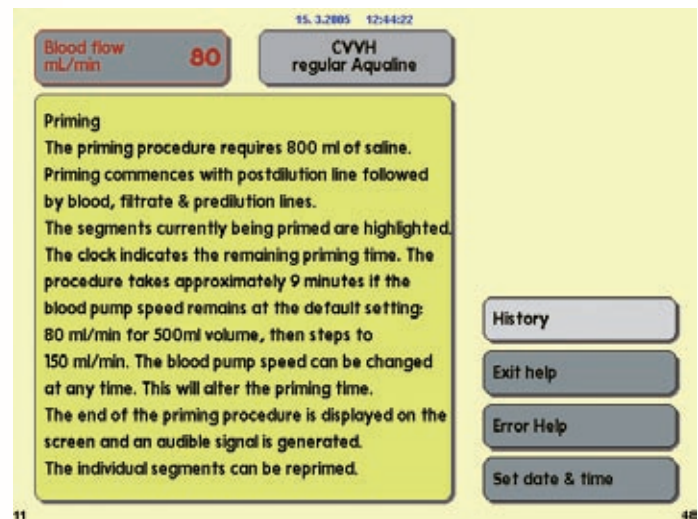 15. 3.2005 12:44:22
Blood flow
mL/min 80
CVVH
regular Aqualine
Priming
The priming procedure requires 800 ml of saline.
Priming commences with postdilution line followed
by blood, filtrate & predilution lines.
The segments currently being primed are highlighted.
The clock indicates the remaining priming time. The
procedure takes approximately 9 minutes if the
blood pump speed remains at the default setting:
80 ml/min for 500ml volume, then steps to
150 ml/min. The blood pump speed can be changed
at any time. This will alter the priming time.
The end of the priming procedure is displayed on the
screen and an audible signal is generated.
The individual segments can be reprimed.
History
Exit help
Error Help
Set date & time
11
48